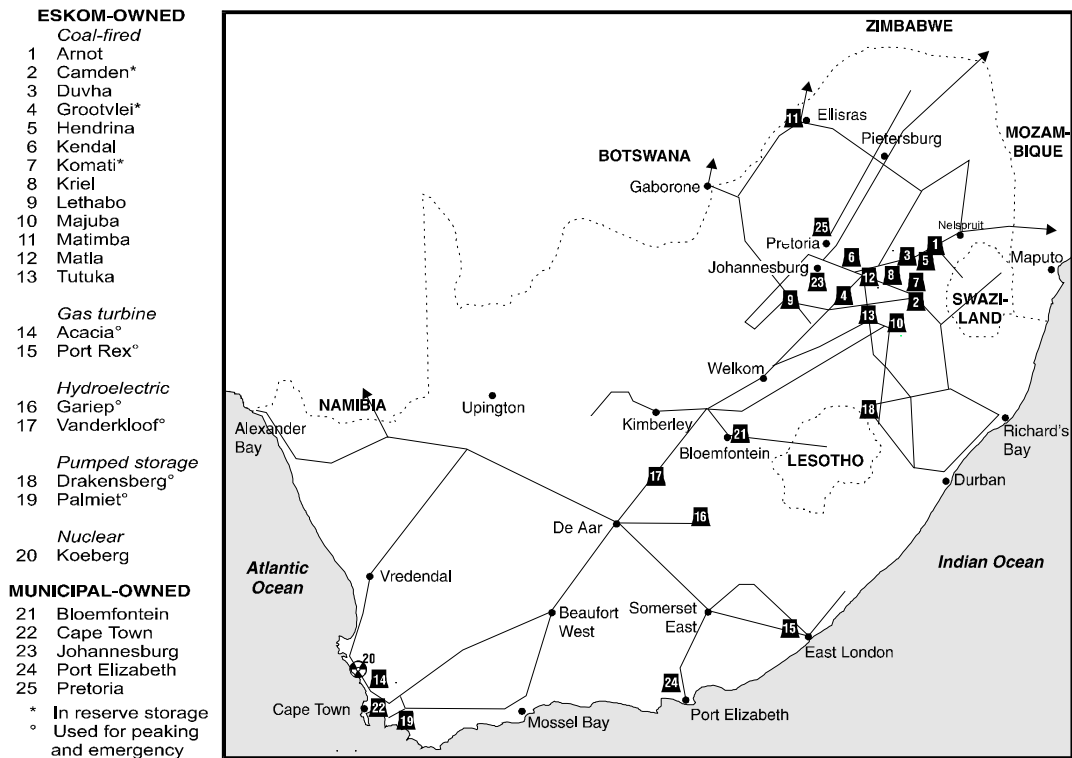 ESKOM-OWNED
Coal-fired
1 Arnot
2 Camden*
3 Duvha
4 Grootvlei*
5 Hendrina
6 Kendal
7 Komati*
8 Kriel
9 Lethabo
10 Majuba
11 Matimba
12 Matla
13 Tutuka
Gas turbine
14 Acacia°
15 Port Rex°
Hydroelectric
16 Gariep°
17 Vanderkloof°
Pumped storage
18 Drakensberg°
19 Palmiet°
Nuclear
20 Koeberg
MUNICIPAL-OWNED
21 Bloemfontein
22 Cape Town
23 Johannesburg
24 Port Elizabeth
25 Pretoria
* In reserve storage
° Used for peaking
and emergency
ZIMBABWE
11
Ellisras
Pietersburg
MOZAM-
BIQUE
BOTSWANA
Gaborone
25
Pretoria
Nelspruit
1
6
3
5
Johannesburg
23
12
8
7
Maputo
9
4
2
SWAZI-
LAND
13
10
Welkom
NAMIBIA
Upington
Alexander
Bay
Kimberley
18
21
Bloemfontein
LESOTHO
Richard's
Bay
17
Durban
16
De Aar
Atlantic
Ocean
Indian Ocean
Vredendal
Beaufort
West
Somerset
East
15
East London
20
14
24
Cape Town
22
19
Mossel Bay
Port Elizabeth